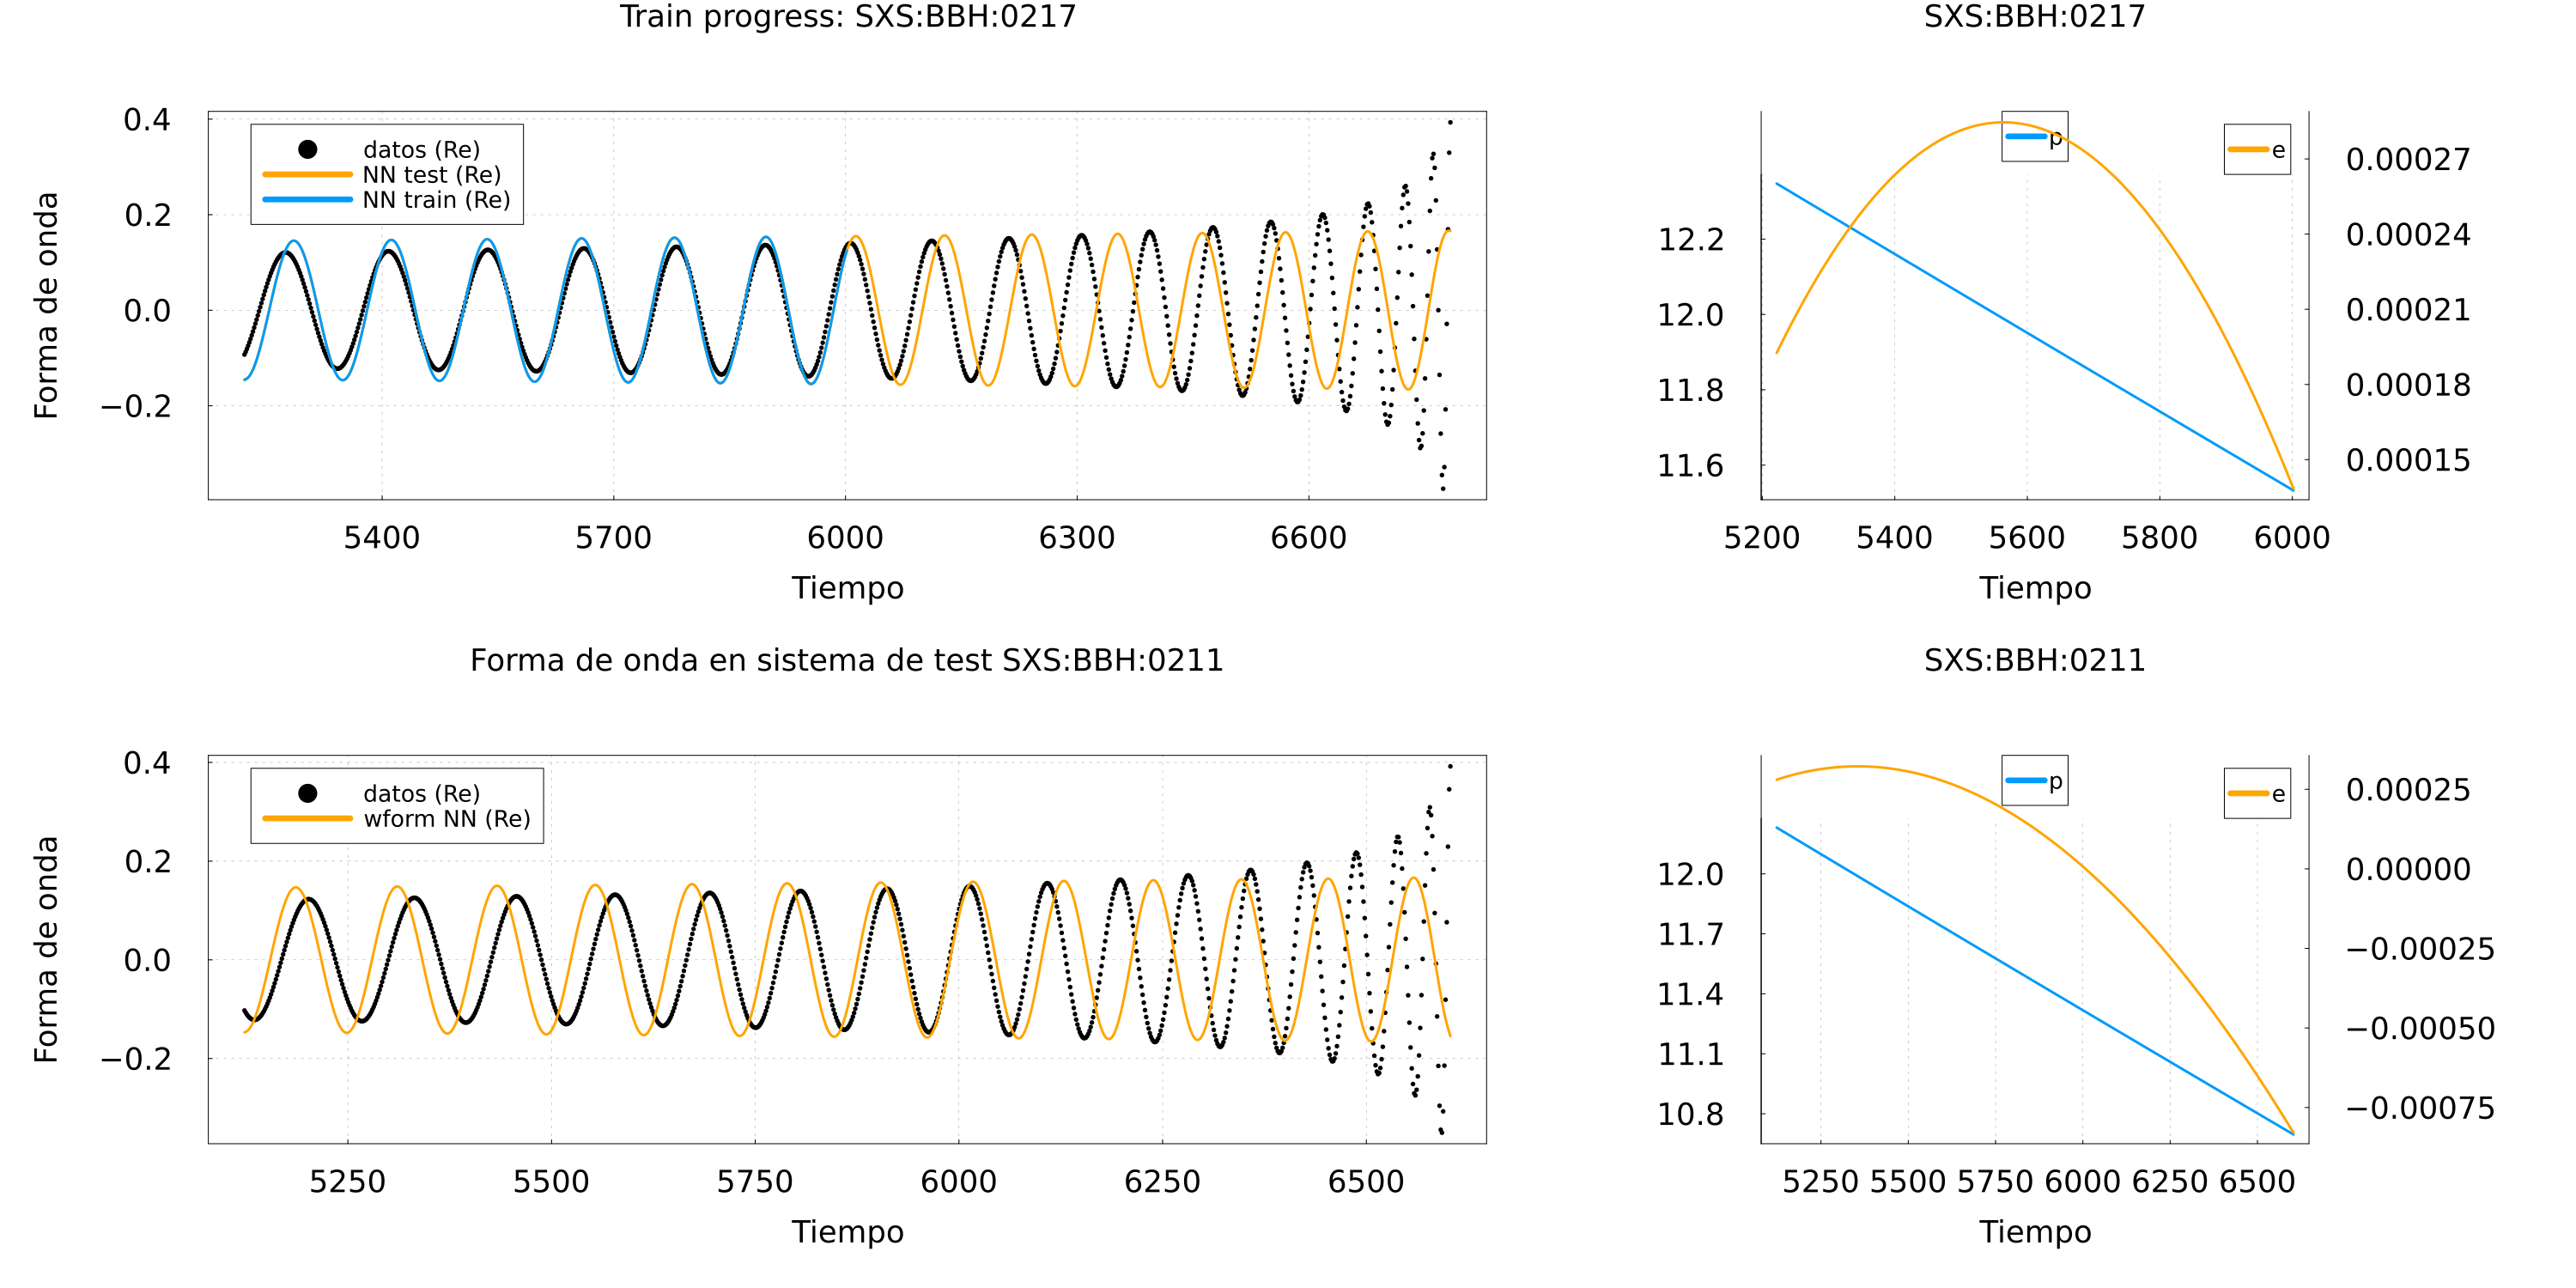 Train progress: SXS:BBH:0217
Forma de onda
0.4
0.2
0.0
−0.2
datos (Re)
NN test (Re)
NN train (Re)
5400 5700 6000 6300 6600
Tiempo
SXS:BBH:0217
12.2
12.0
11.8
11.6
p
e
0.00027
0.00024
0.00021
0.00018
0.00015
5200 5400 5600 5800 6000
Tiempo
Forma de onda en sistema de test SXS:BBH:0211
Forma de onda
0.4
0.2
0.0
−0.2
datos (Re)
wform NN (Re)
5250 5500 5750 6000 6250 6500
Tiempo
SXS:BBH:0211
12.0
11.7
11.4
11.1
10.8
p
e
0.00025
0.00000
−0.00025
−0.00050
−0.00075
5250 5500 5750 6000 6250 6500
Tiempo